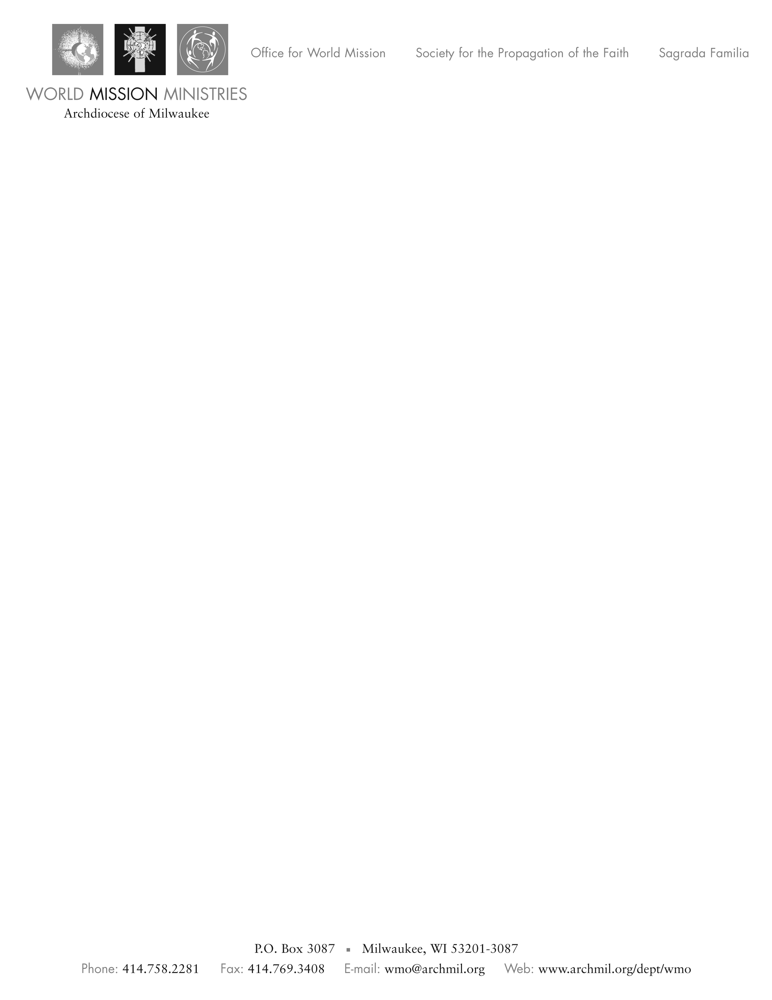 Office for World Mission Society for the Propagation of the Faith Sagrada Familia
WORLD MISSION MINISTRIES
Archdiocese of Milwaukee
P.O. Box 3087 ▪ Milwaukee, WI 53201-3087
Phone: 414.758.2281 Fax: 414.769.3408 E-mail: wmo@archmil.org Web: www.archmil.org/dept/wmo